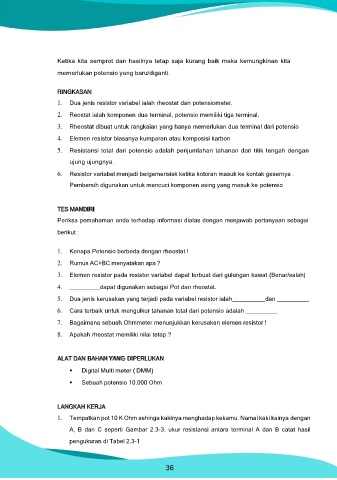 Ketika kita semprot dan hasilnya tetap saja kurang baik maka kemungkinan kita
memerlukan potensio yang baru/diganti.
RINGKASAN
1. Dua jenis resistor variabel ialah rheostat dan potensiometer.
2. Reostat ialah komponen dua terminal, potensio memiliki tiga terminal.
3. Rheostat dibuat untuk rangkaian yang hanya memerlukan dua terminal dari potensio
4. Elemen resistor biasanya kumparan atau komposisi karbon
5. Resistansi total dari potensio adalah penjumlahan tahanan dari titik tengah dengan
ujung ujungnya.
6. Resistor variabel menjadi bergemerisisk ketika kotoran masuk ke kontak gesernya .
Pembersih digunakan untuk mencuci komponen asing yang masuk ke potensio
TES MANDIRI
Periksa pemahaman anda terhadap informasi diatas dengan menjawab pertanyaan sebagai
berikut :
1. Kenapa Potensio berbeda dengan rheostat !
2. Rumus AC=BC menyatakan apa ?
3. Elemen resistor pada resistor variabel dapat terbuat dari gulungan kawat (Benar/salah)
4. _________dapat digunakan sebagai Pot dan rheostat.
5. Dua jenis kerusakan yang terjadi pada variabel resistor ialah__________dan __________
6. Cara terbaik untuk mengukur tahanan total dari potensio adalah __________
7. Bagaimana sebuah Ohmmeter menunjukkan kerusakan elemen resistor !
8. Apakah rheostat memiliki nilai tetap ?
ALAT DAN BAHAN YANG DIPERLUKAN
▪ Digital Multi meter ( DMM)
▪ Sebuah potensio 10.000 Ohm
LANGKAH KERJA
1. Tempatkan pot 10 K Ohm sehinga kakinya menghadap kekamu. Namai kaki kainya dengan
A, B dan C seperti Gambar 2.3-3, ukur resistansi antara terminal A dan B catat hasil
pengukuran di Tabel 2.3-1
36